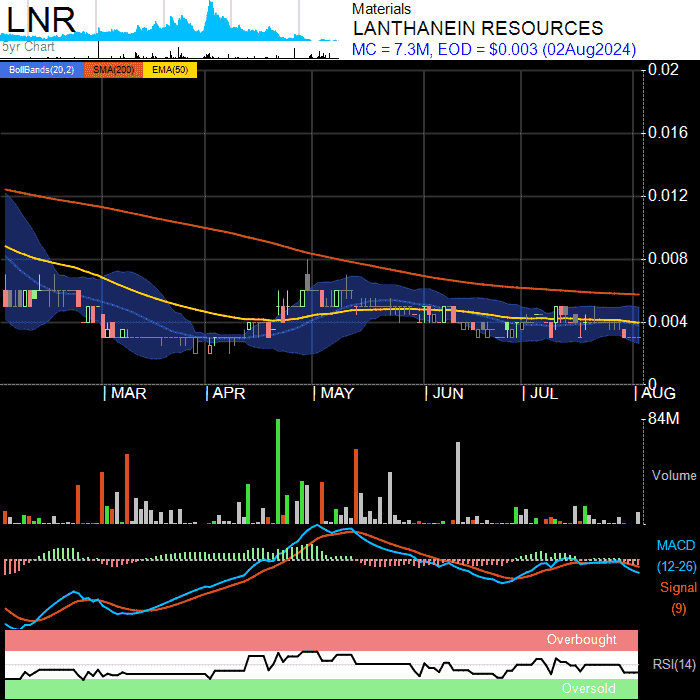 LNR
5yr Chart
Materials
LANTHANEIN RESOURCES
MC = 7.3M, EOD = $0.003 (02Aug2024)
BollBands(20,2) SMA(200) EMA(50)
0.02
0.016
0.012
0.008
0.004
0
MAR APR MAY JUN JUL AUG
84M
Volume
MACD
(12-26)
Signal
(9)
Overbought
RSI(14)
Oversold